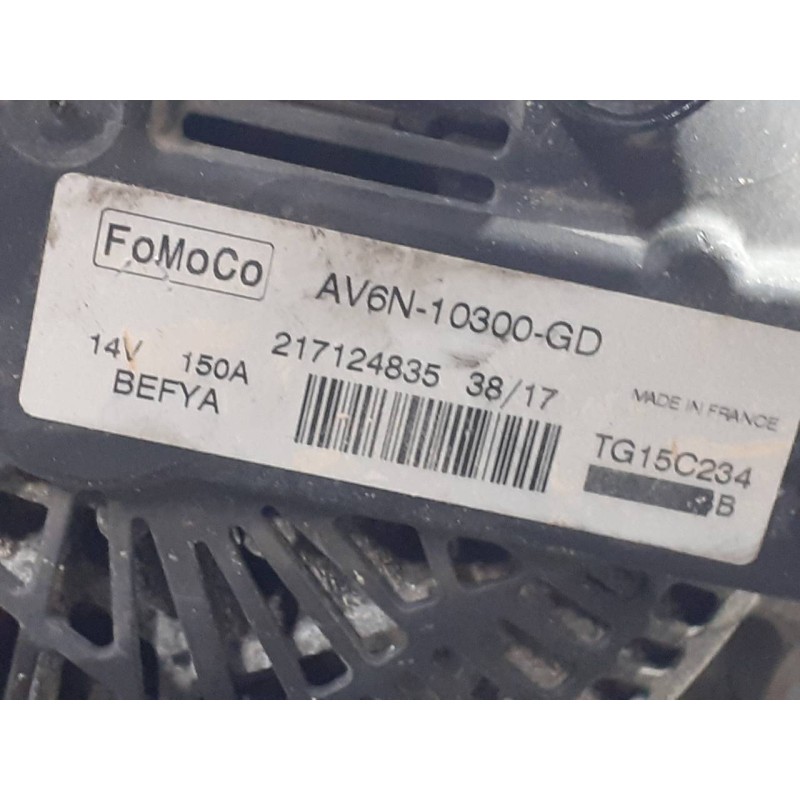 FoMoCo
AV6N-10300-GD
14V 150A
217124835 38/17
BEFYA
MADE IN FRANCE
TG15C234
B